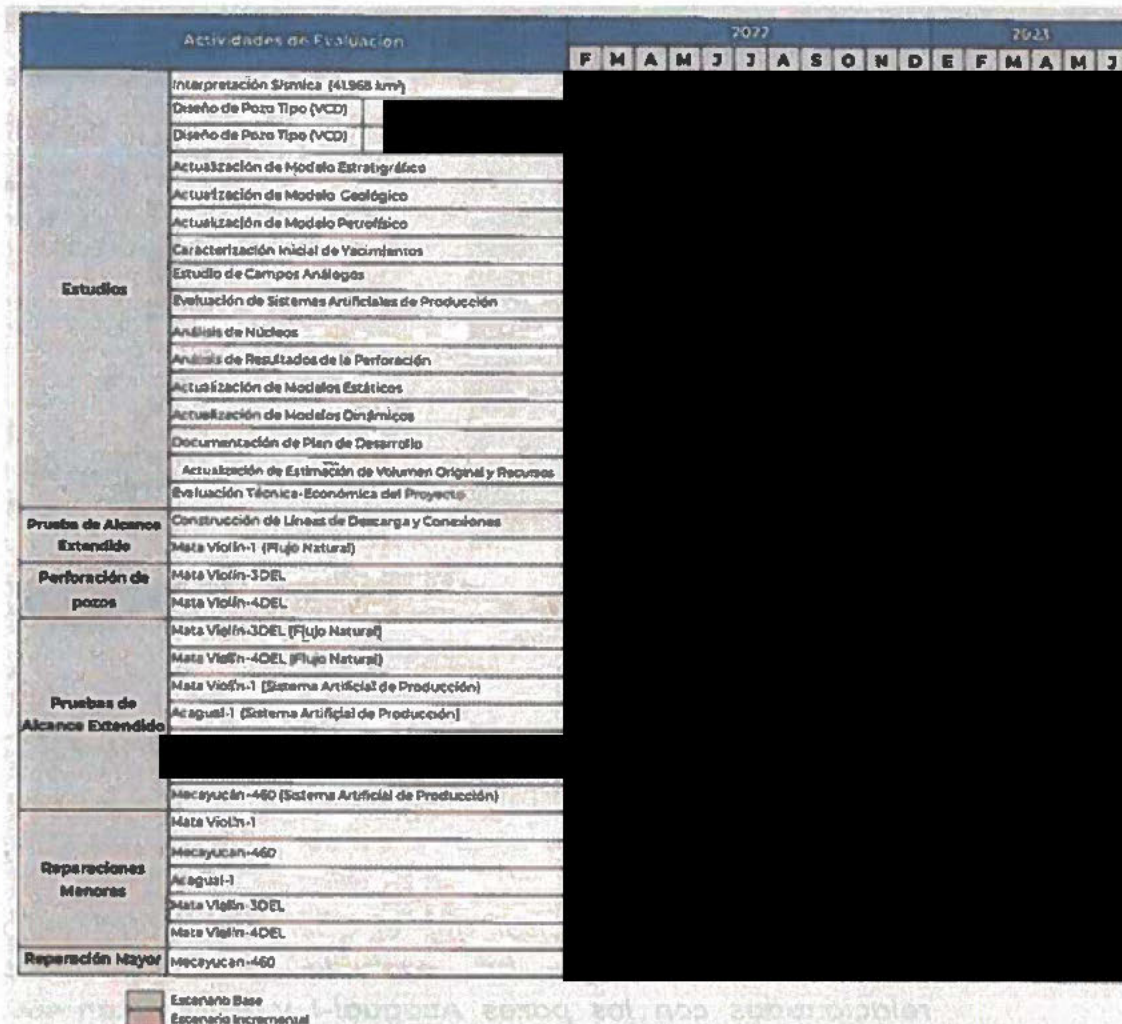 Actividades de Evaluación 2022 2023
F M A M J J A S O N D E F M A M J
Estudios
Interpretación Sísmica (41.968 km²)
Diseño de Pozo Tipo (VCD)
Diseño de Pozo Tipo (VCD)
Actualización de Modelo Estratigráfico
Actualización de Modelo Geológico
Actualización de Modelo Petrofísico
Caracterización Inicial de Yacimientos
Estudio de Campos Análogos
Evaluación de Sistemas Artificiales de Producción
Análisis de Núcleos
Análisis de Resultados de la Perforación
Actualización de Modelos Estáticos
Actualización de Modelos Dinámicos
Documentación de Plan de Desarrollo
Actualización de Estimación de Volumen Original y Recursos
Evaluación Técnica-Económica del Proyecto
Prueba de Alcance Extendido
Construcción de Líneas de Descarga y Conexiones
Mata Violín-1 (Flujo Natural)
Perforación de pozos
Mata Violín-3DEL
Mata Violín-4DEL
Pruebas de Alcance Extendido
Mata Violín-3DEL (Flujo Natural)
Mata Violín-4DEL (Flujo Natural)
Mata Violín-1 (Sistema Artificial de Producción)
Acagual-1 (Sistema Artificial de Producción)
Mecayucan-460 (Sistema Artificial de Producción)
Reparaciones Menores
Mata Violín-1
Mecayucan-460
Acagual-1
Mata Violín-3DEL
Mata Violín-4DEL
Reparación Mayor
Mecayucan-460
Escenario Base
Escenario Incremental